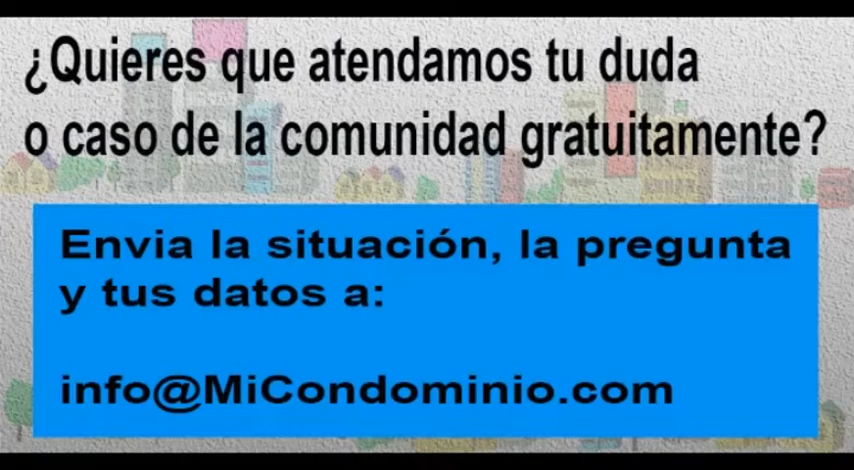 ¿Quieres que atendamos tu duda
o caso de la comunidad gratuitamente?
Envia la situación, la pregunta
y tus datos a:
info@MiCondominio.com